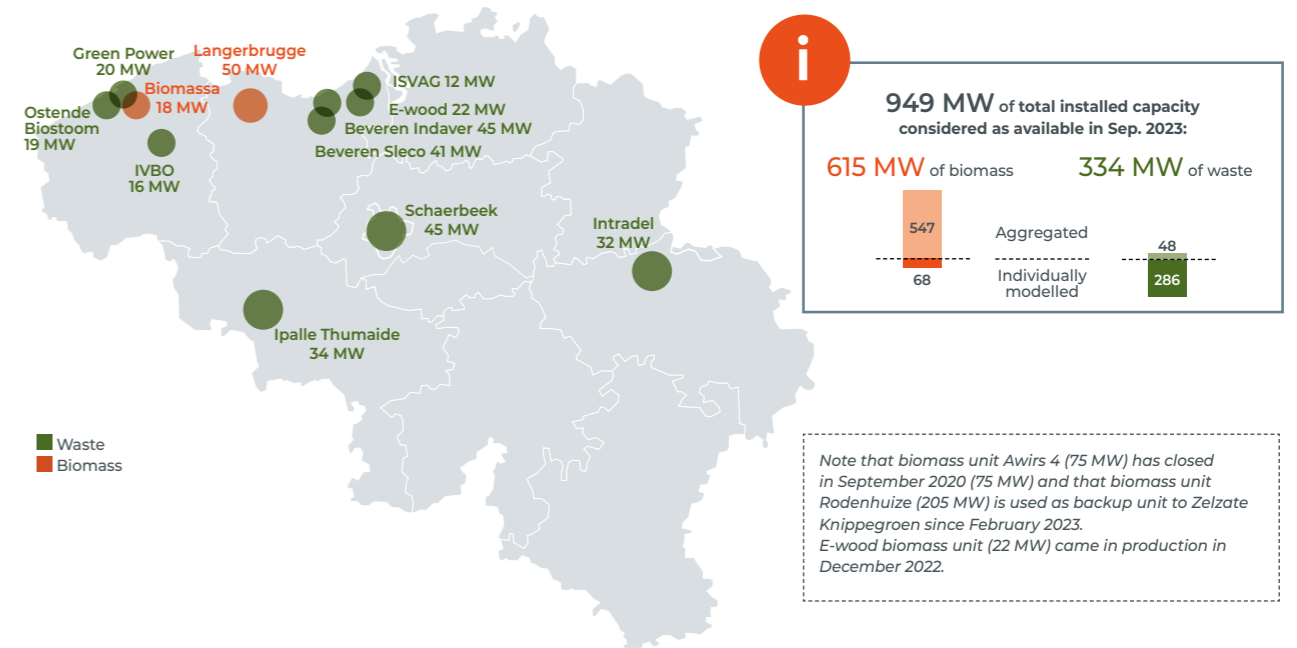 Green Power
20 MW
Langerbrugge
50 MW
Biomassa
18 MW
Ostende
Biostoom
19 MW
IVBO
16 MW
ISVAG 12 MW
E-wood 22 MW
Beveren Indaver 45 MW
Beveren Sleco 41 MW
Schaerbeek
45 MW
Intradel
32 MW
Ipalle Thumaide
34 MW
Waste
Biomass
i
949 MW of total installed capacity
considered as available in Sep. 2023:
615 MW of biomass
334 MW of waste
547
Aggregated
48
68
Individually
modelled
286
Note that biomass unit Awirs 4 (75 MW) has closed
in September 2020 (75 MW) and that biomass unit
Rodenhuize (205 MW) is used as backup unit to Zelzate
Knippegroen since February 2023.
E-wood biomass unit (22 MW) came in production in
December 2022.